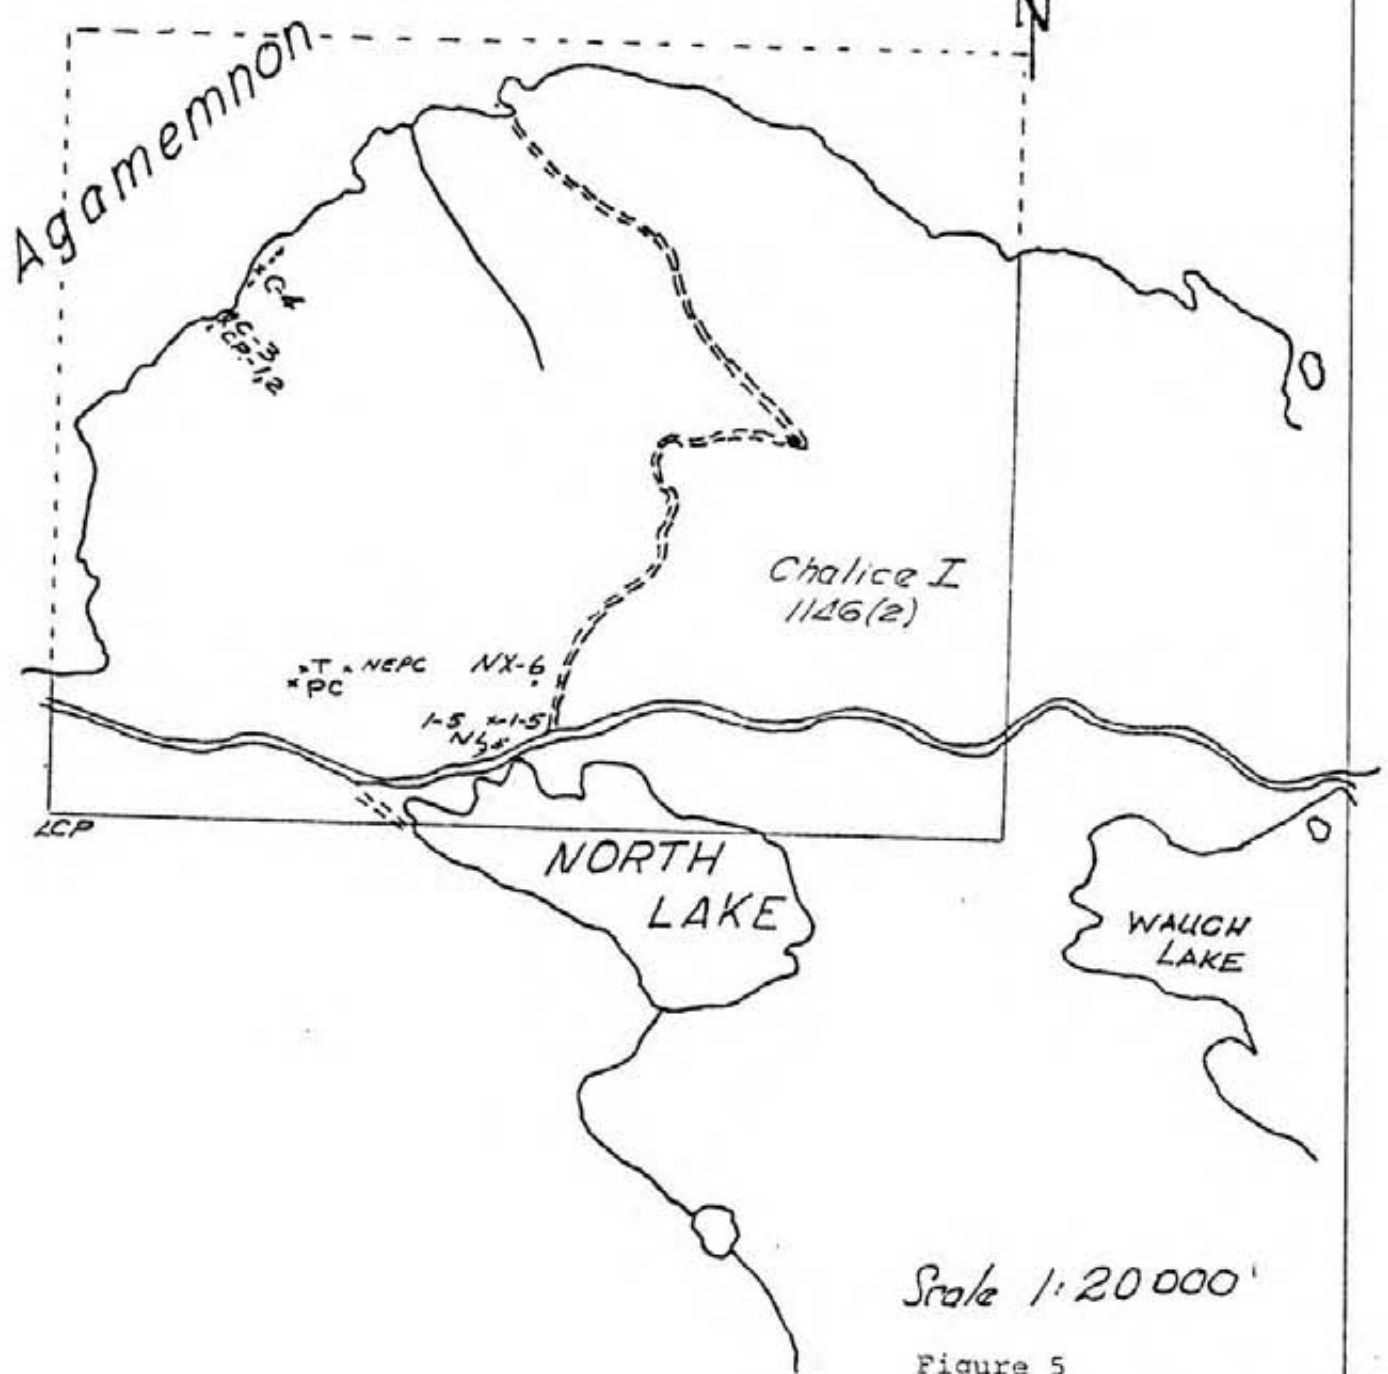 N
Agamemnon
C-4
C-3
CP-1,2
Chalice I
1146(2)
T NEPC NX-6
PC
1-5 x-1-5
NL
LCP
NORTH
LAKE
WAUGH
LAKE
Scale 1:20000'
Figure 5